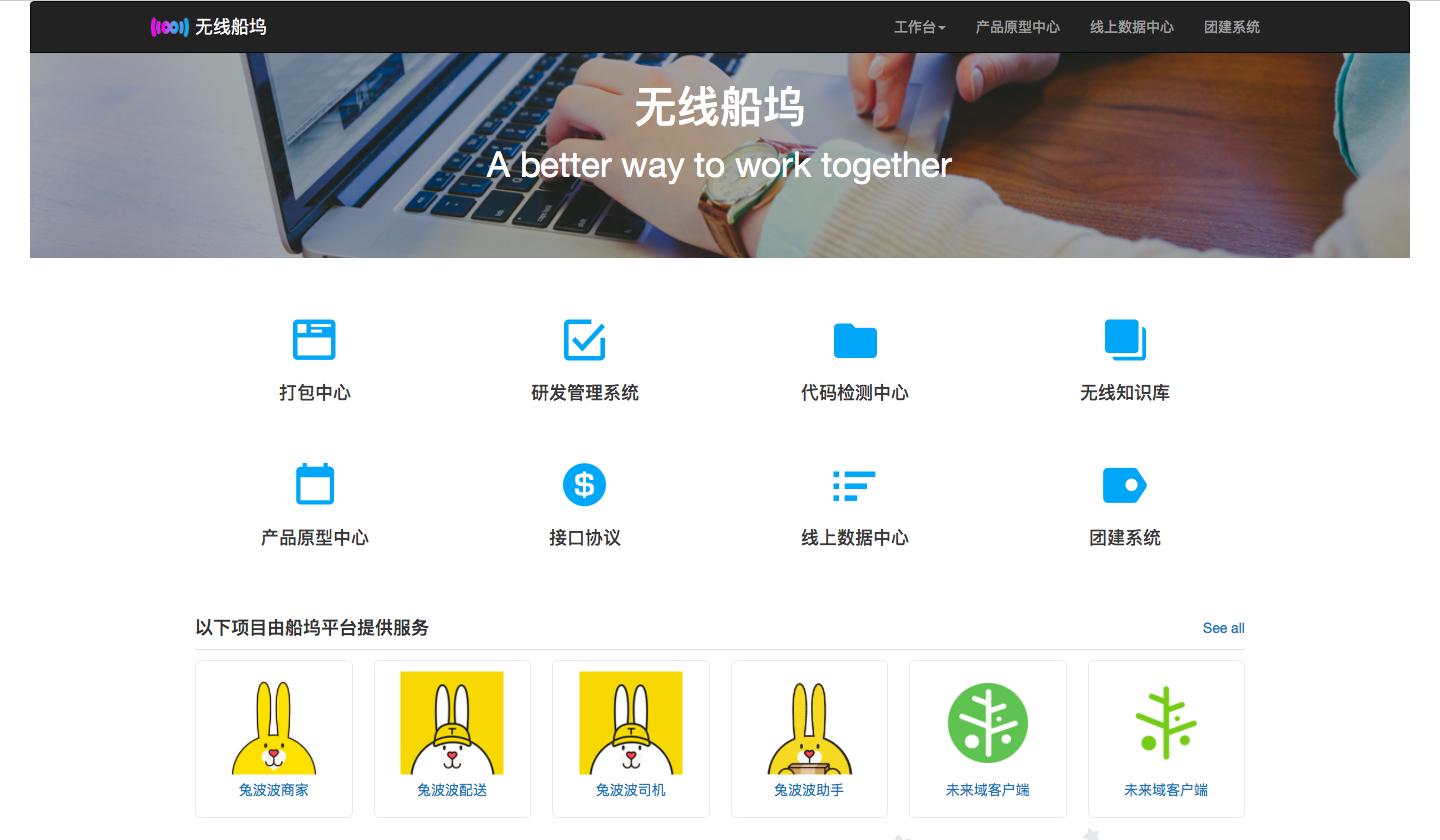 无线船坞
工作台 产品原型中心 线上数据中心 团建系统
无线船坞
A better way to work together
打包中心 研发管理系统 代码检测中心 无线知识库
产品原型中心 接口协议 线上数据中心 团建系统
以下项目由船坞平台提供服务 See all
兔波波商家 兔波波配送 兔波波司机 兔波波助手 未来域客户端 未来域客户端